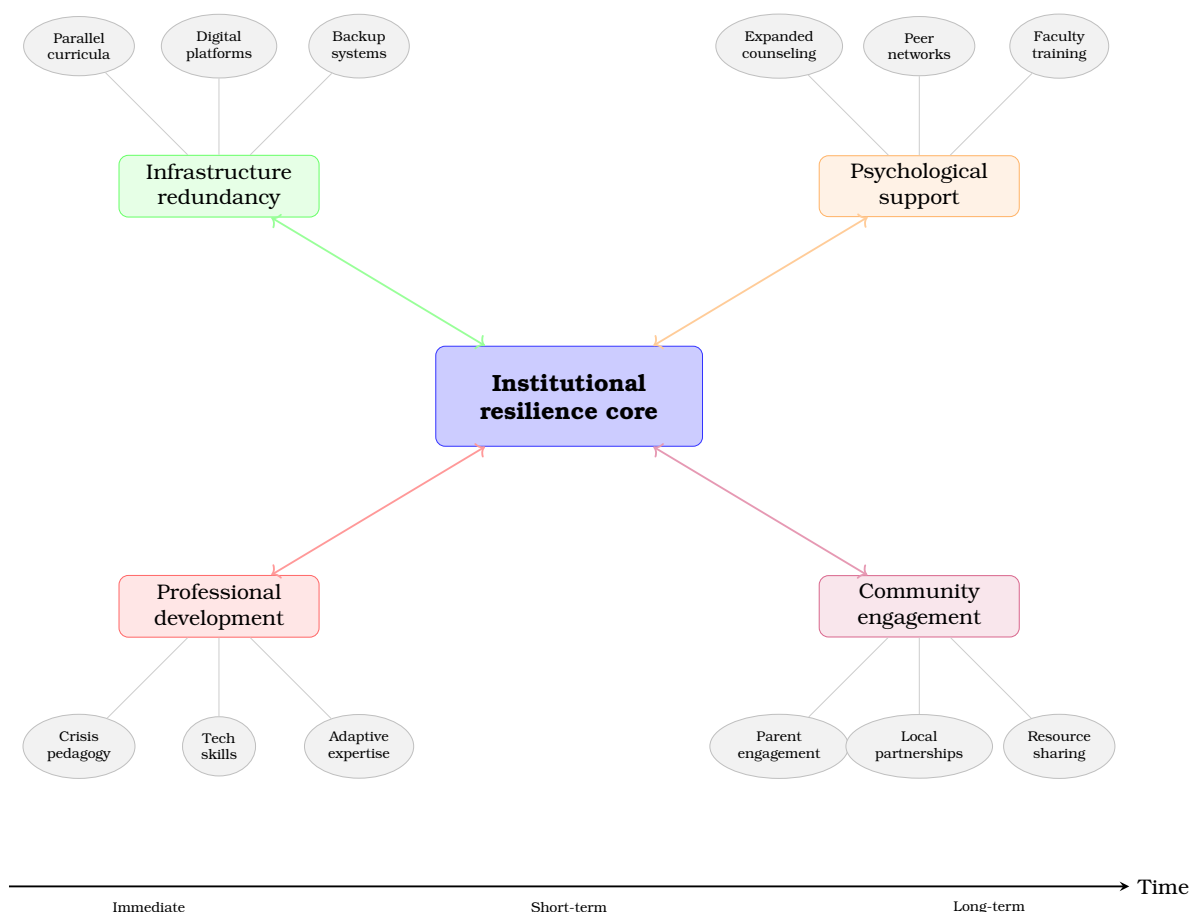 Parallel
curricula
Digital
platforms
Backup
systems
Expanded
counseling
Peer
networks
Faculty
training
Infrastructure
redundancy
Psychological
support
Institutional
resilience core
Professional
development
Community
engagement
Crisis
pedagogy
Tech
skills
Adaptive
expertise
Parent
engagement
Local
partnerships
Resource
sharing
Time
Immediate
Short-term
Long-term